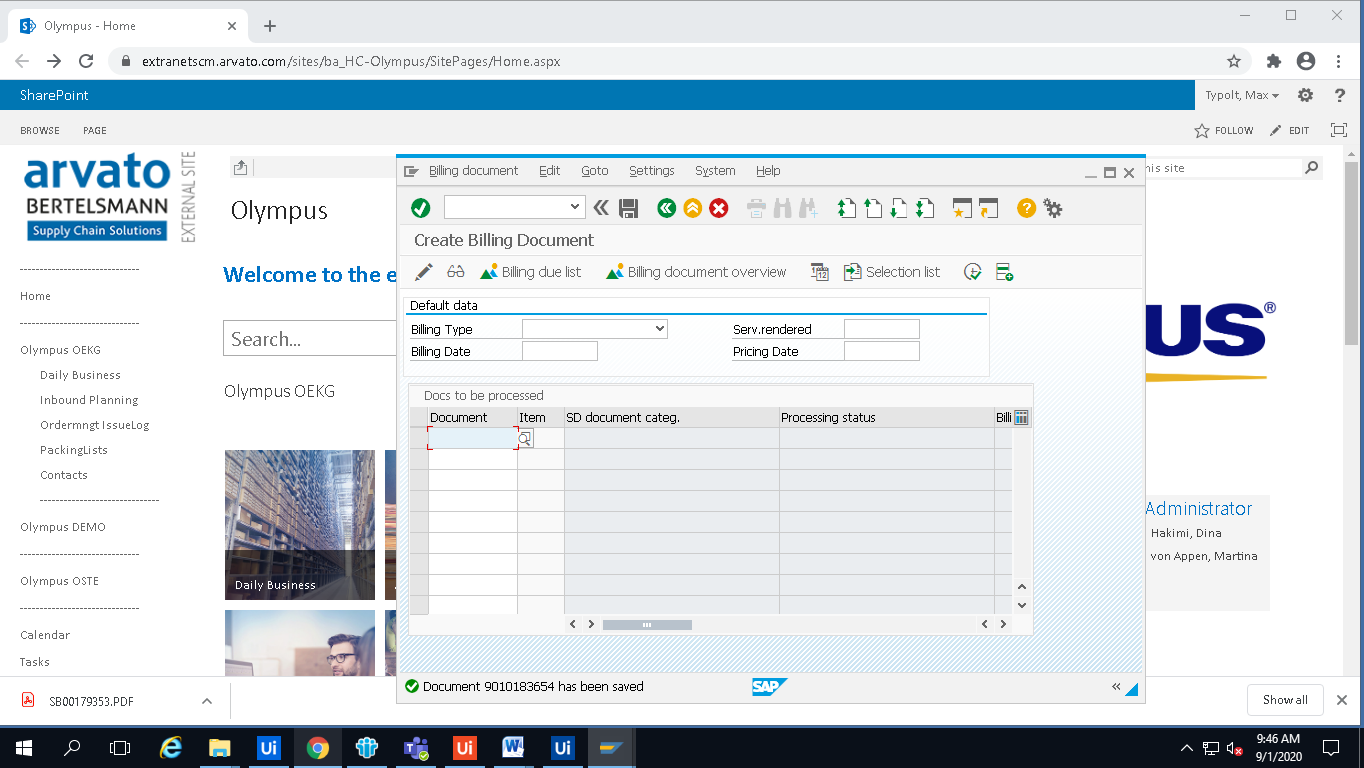 Olympus - Home
extranetscm.arvato.com/sites/ba_HC-Olympus/SitePages/Home.aspx
SharePoint
Typolt, Max
BROWSE PAGE
FOLLOW EDIT
arvato
BERTELSMANN
Supply Chain Solutions
EXTERNAL SITE
Olympus
his site
Welcome to the e
Search...
Olympus OEKG
US®
Home
Olympus OEKG
Daily Business
Inbound Planning
Ordermngt IssueLog
PackingLists
Contacts
Olympus DEMO
Olympus OSTE
Calendar
Tasks
Daily Business
Administrator
Hakimi, Dina
von Appen, Martina
Billing document Edit Goto Settings System Help
Create Billing Document
Billing due list Billing document overview Selection list
Default data
Billing Type Serv.rendered
Billing Date Pricing Date
Docs to be processed
Document Item SD document categ. Processing status Billi
Document 9010183654 has been saved
SAP
SB00179353.PDF
Show all
Ui Ui Ui
9:46 AM
9/1/2020